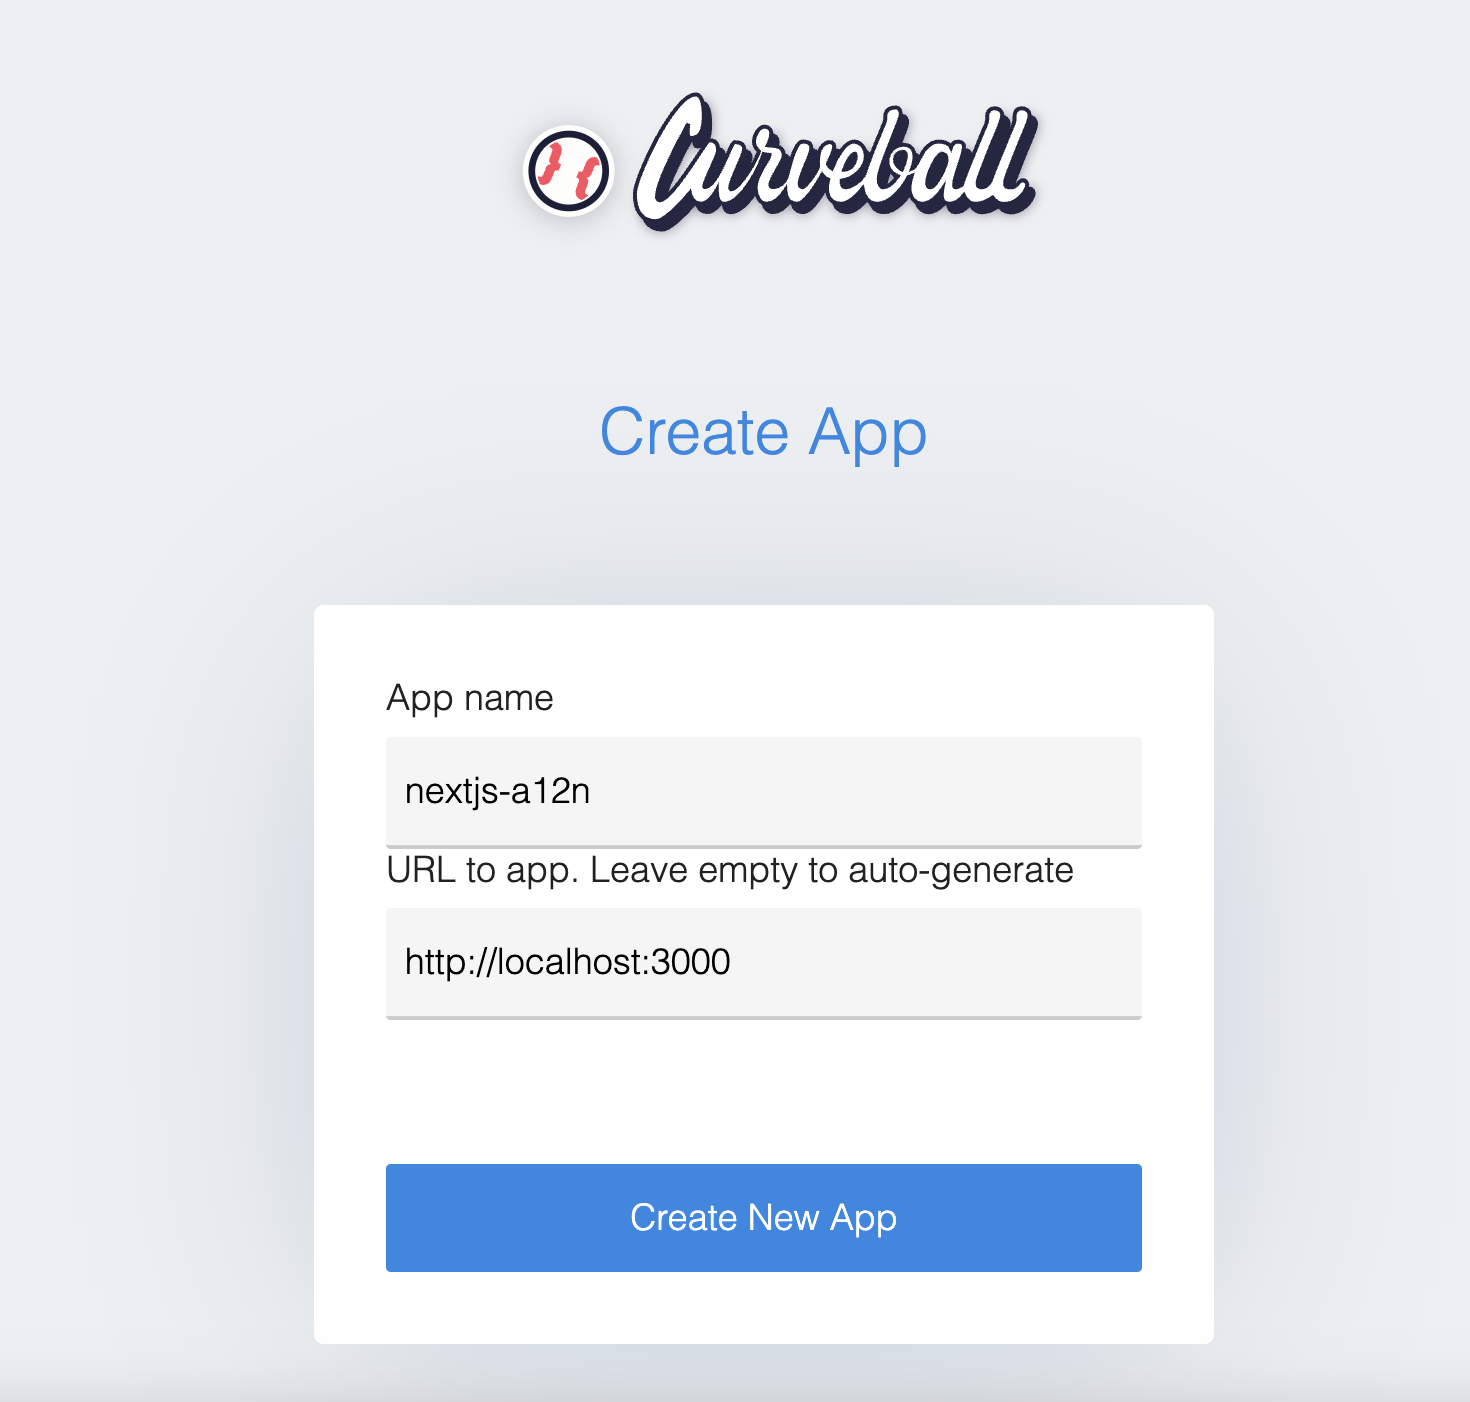 Curveball
Create App
App name
nextjs-a12n
URL to app. Leave empty to auto-generate
http://localhost:3000
Create New App